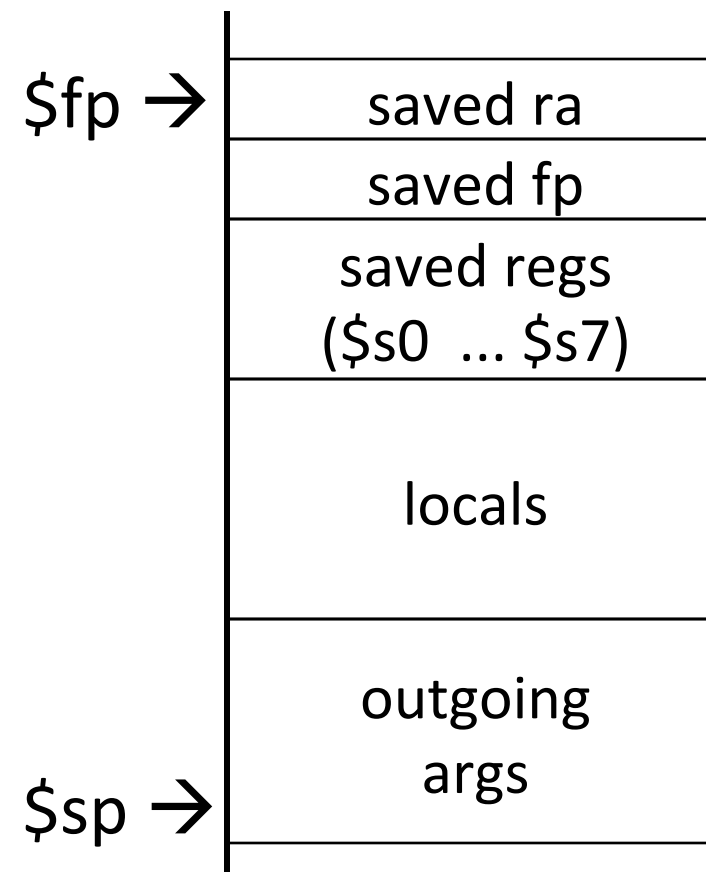 $fp →
saved ra
saved fp
saved regs
($s0 ... $s7)
locals
outgoing
args
$sp →